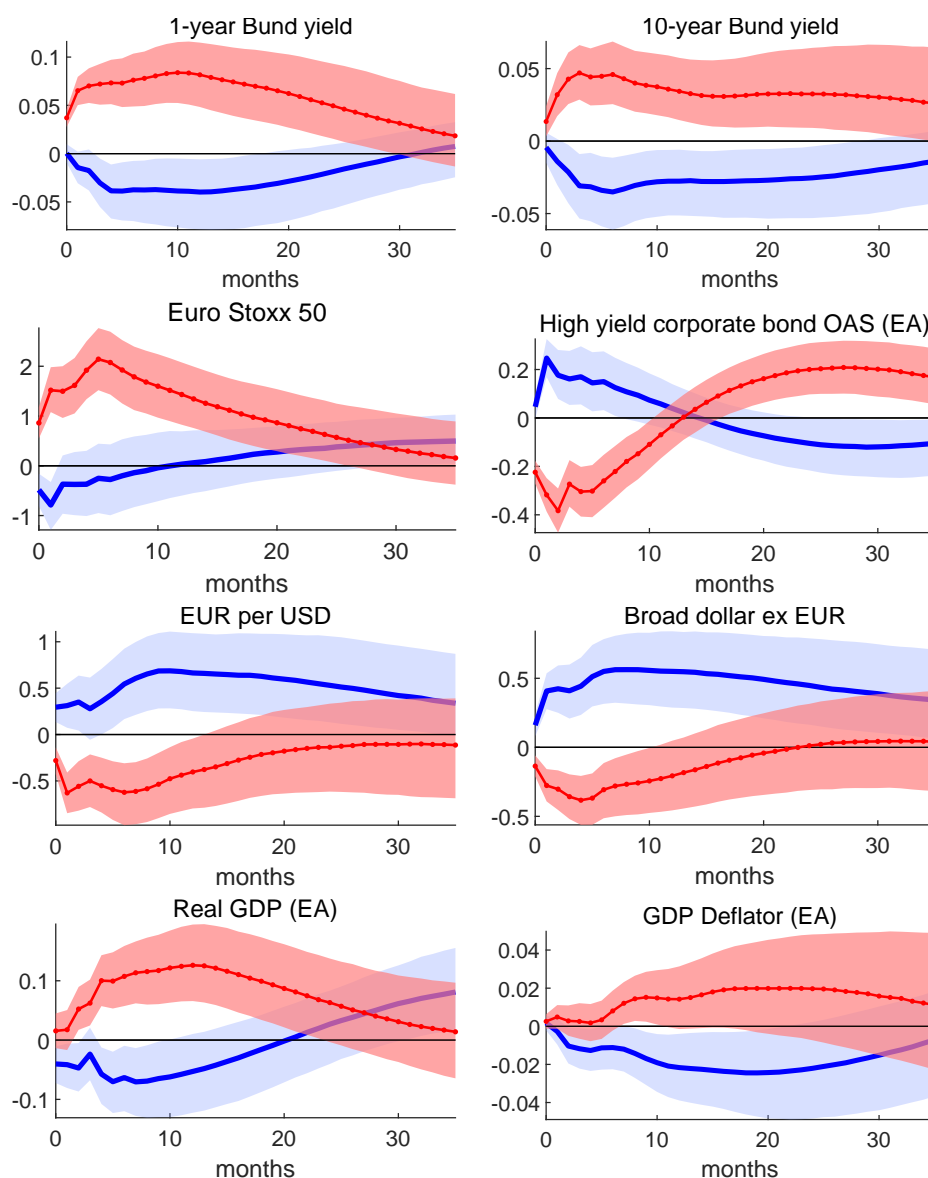 1-year Bund yield
0.1
0.05
0
-0.05
0 10 20 30
months
10-year Bund yield
0.05
0
-0.05
0 10 20 30
months
Euro Stoxx 50
2
1
0
-1
0 10 20 30
months
High yield corporate bond OAS (EA)
0.2
0
-0.2
-0.4
0 10 20 30
months
EUR per USD
1
0.5
0
-0.5
0 10 20 30
months
Broad dollar ex EUR
0.5
0
-0.5
0 10 20 30
months
Real GDP (EA)
0.1
0
-0.1
0 10 20 30
months
GDP Deflator (EA)
0.04
0.02
0
-0.02
-0.04
0 10 20 30
months